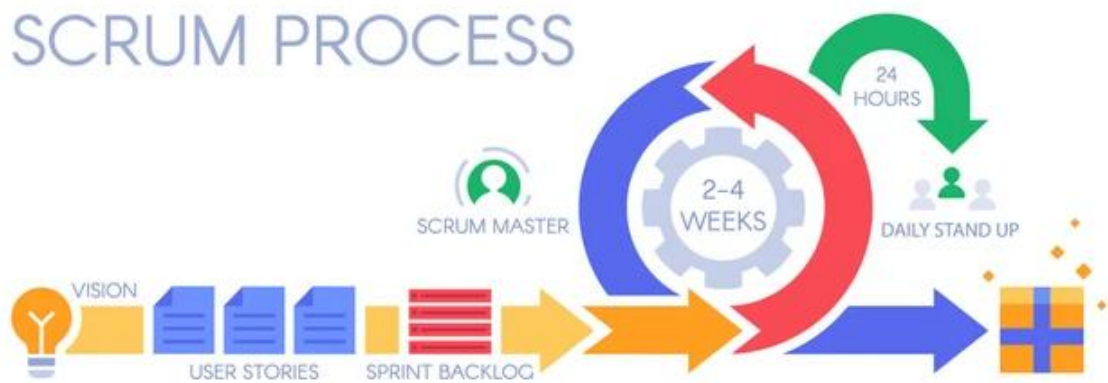 SCRUM PROCESS
24
HOURS
2-4
WEEKS
SCRUM MASTER
DAILY STAND UP
VISION
USER STORIES
SPRINT BACKLOG